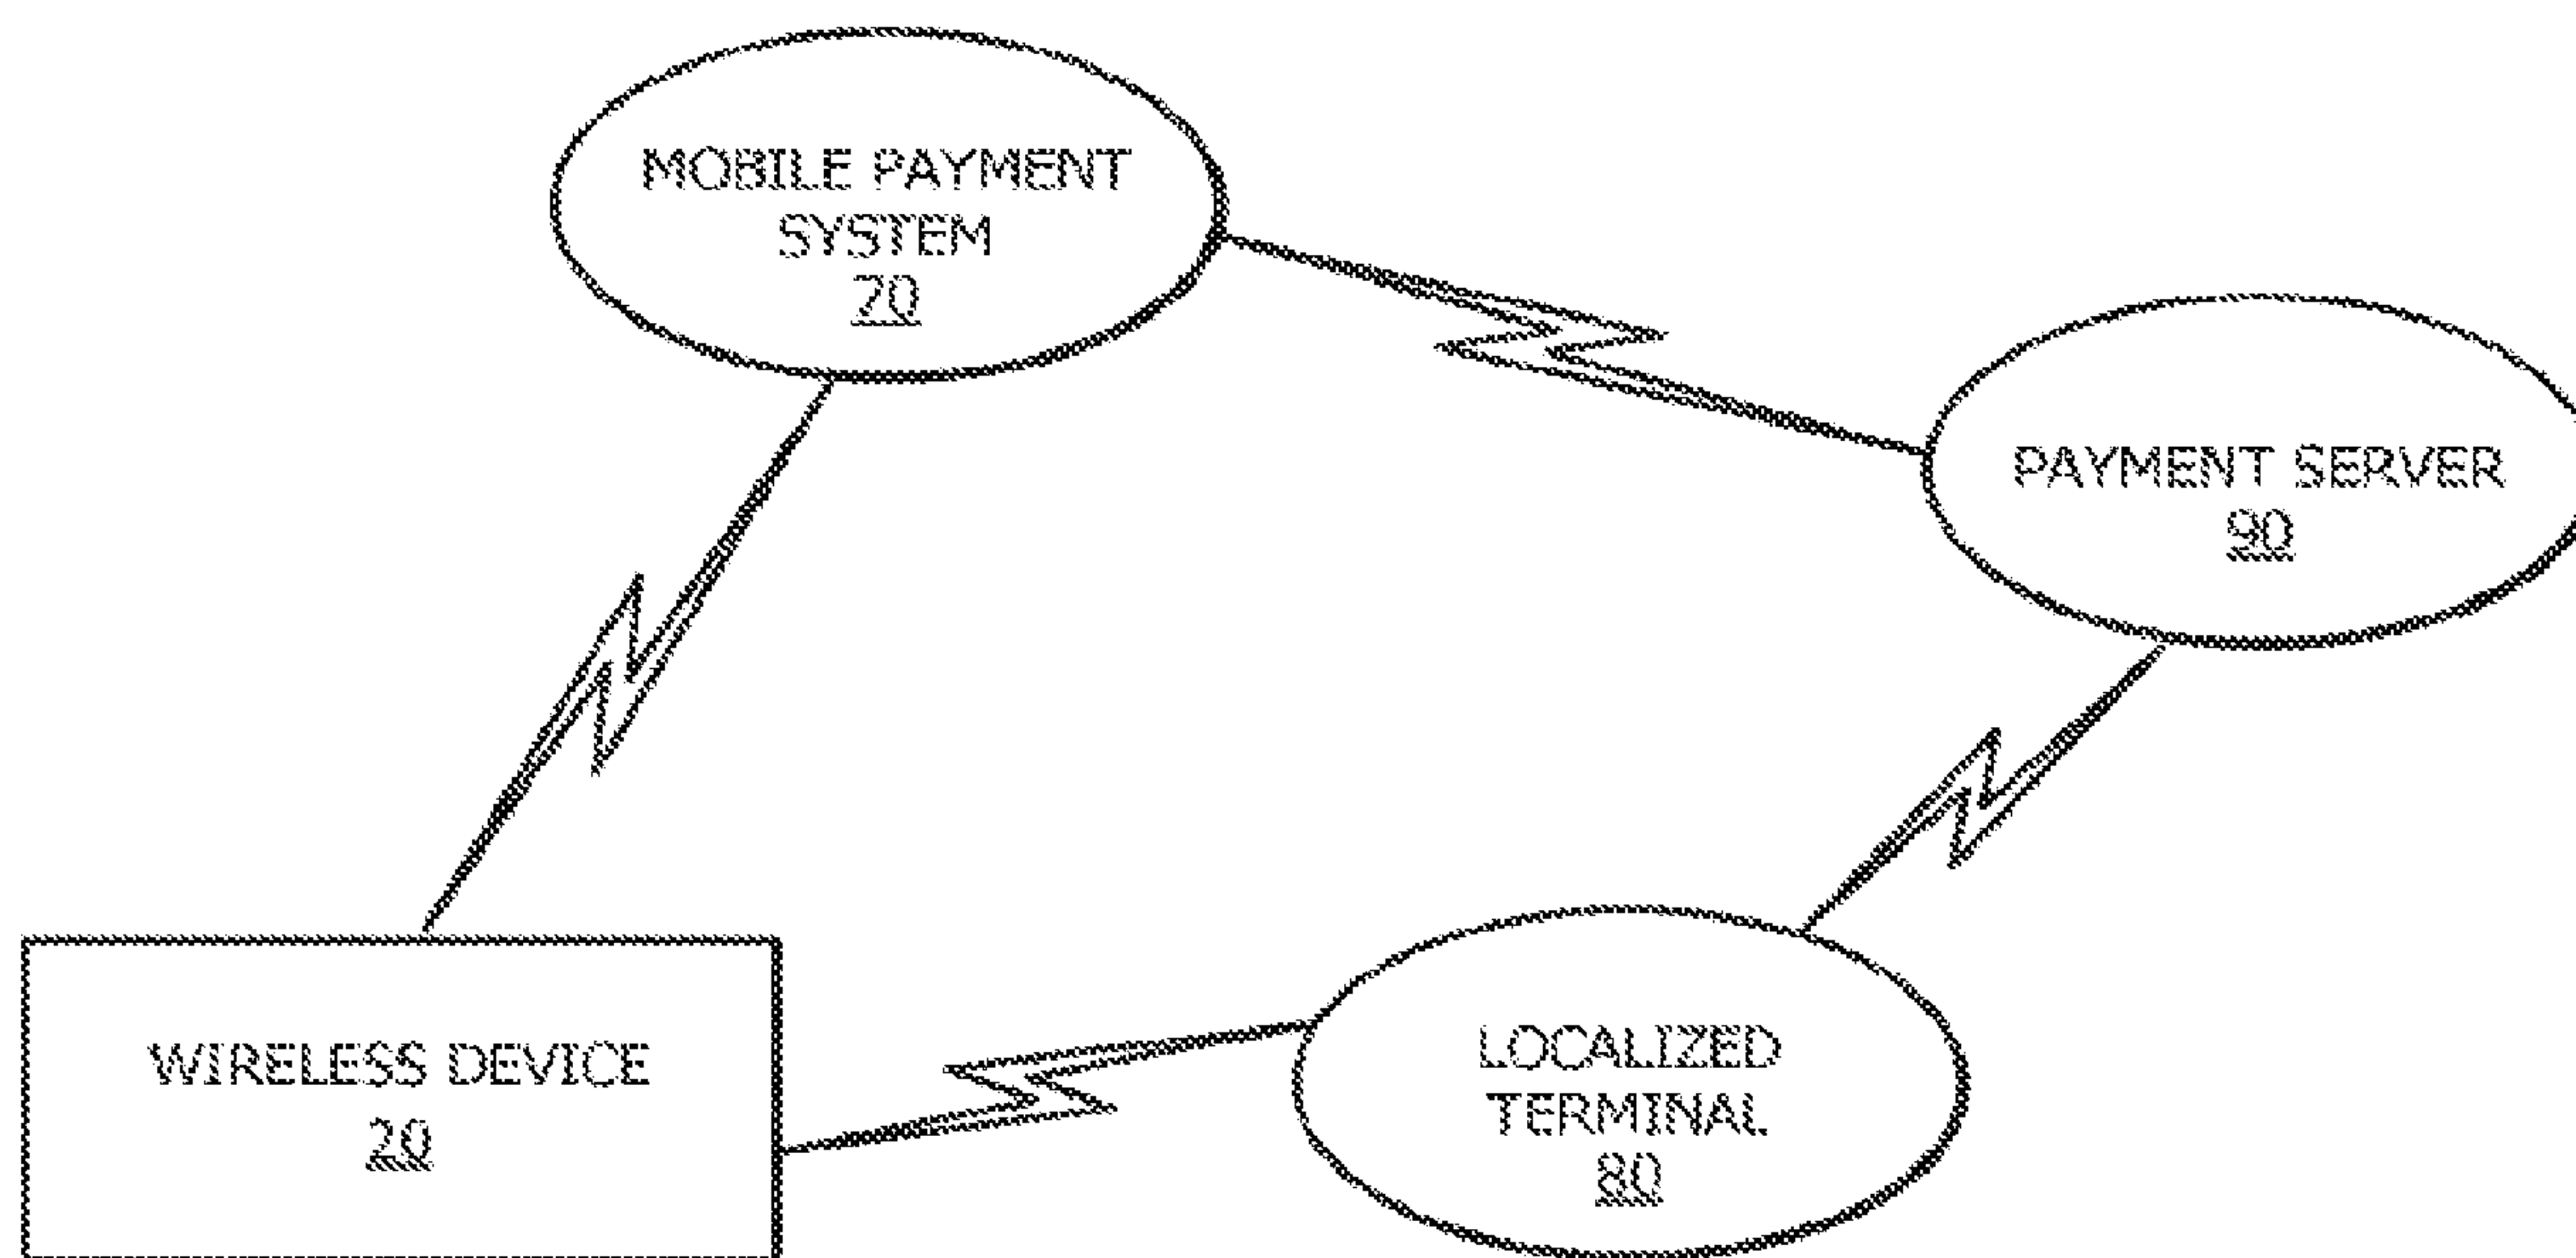 MOBILE PAYMENT
SYSTEM
70
PAYMENT SERVER
90
WIRELESS DEVICE
20
LOCALIZED
TERMINAL
80